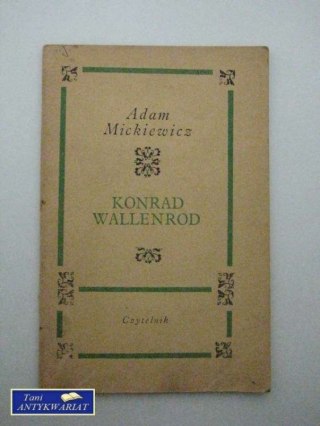 Adam
Mickiewicz
KONRAD
WALLENROD
Czytelnik
Tani
ANTYKWARIAT